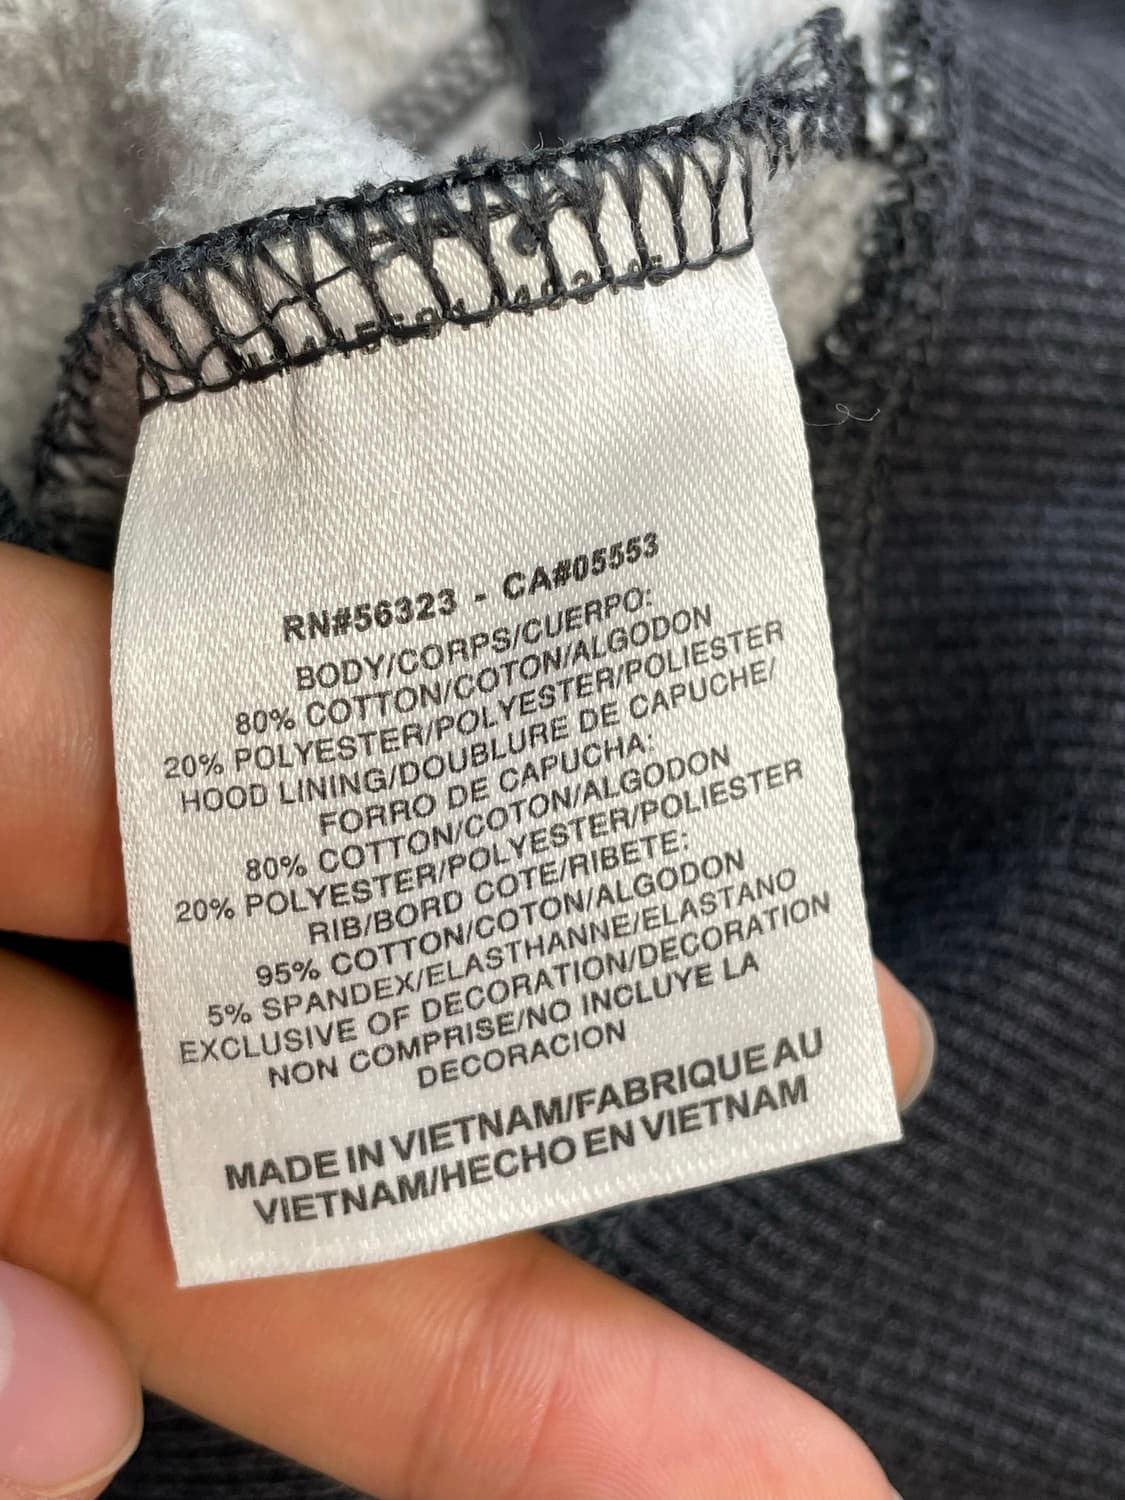 RN#56323 - CA#05553
BODY/CORPS/CUERPO:
80% COTTON/COTON/ALGODON
20% POLYESTER/POLYESTER/POLIESTER
HOOD LINING/DOUBLURE DE CAPUCHE/
FORRO DE CAPUCHA:
80% COTTON/COTON/ALGODON
20% POLYESTER/POLYESTER/POLIESTER
RIB/BORD COTE/RIBETE:
95% COTTON/COTON/ALGODON
5% SPANDEX/ELASTHANNE/ELASTANO
EXCLUSIVE OF DECORATION/DECORATION
NON COMPRISE/NO INCLUYE LA
DECORACION
MADE IN VIETNAM/FABRIQUE AU
VIETNAM/HECHO EN VIETNAM